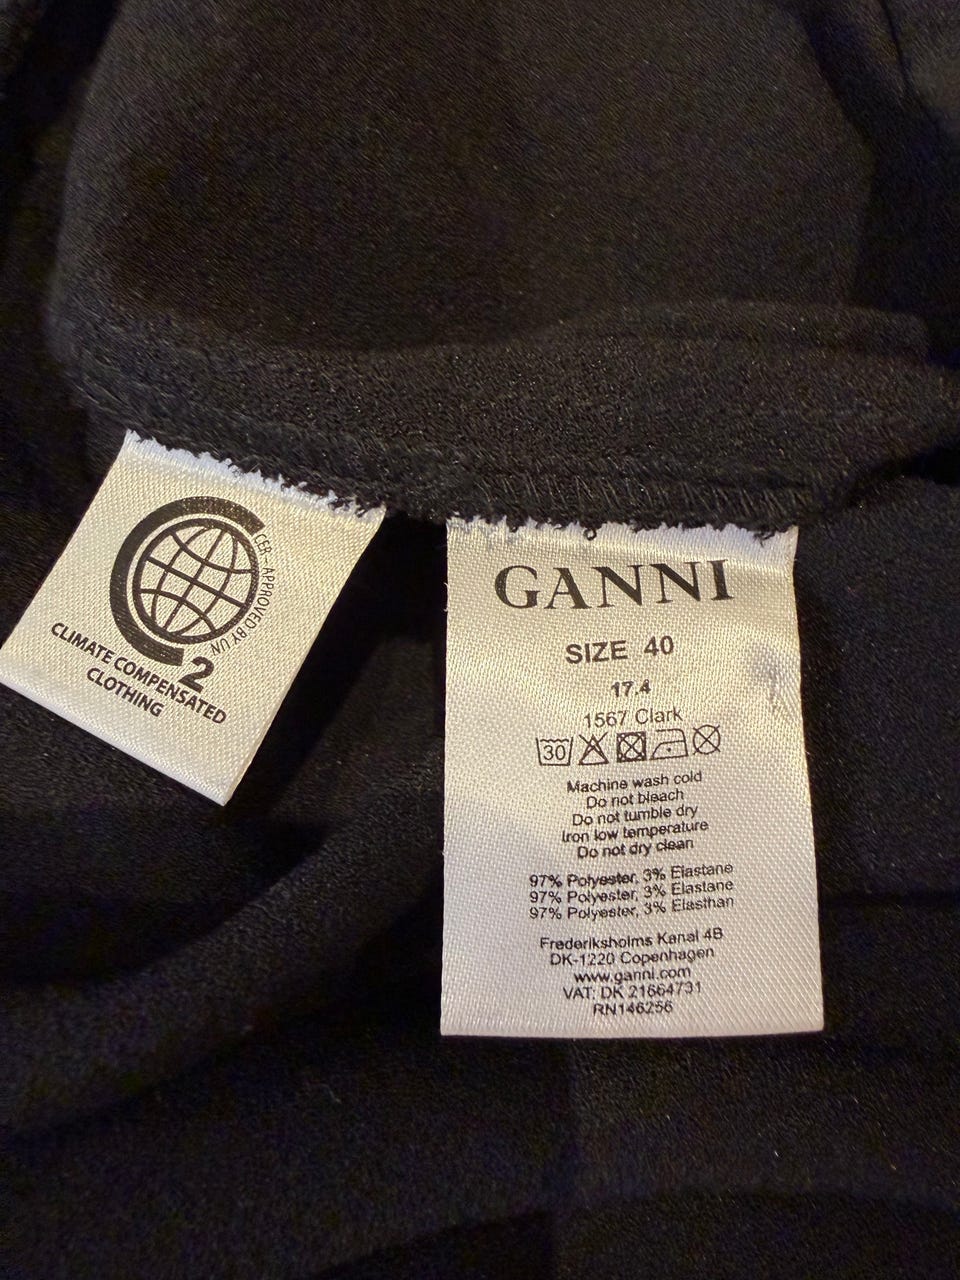 CER- APPROVED BY UN
2
CLIMATE COMPENSATED
CLOTHING
GANNI
SIZE 40
17.4
1567 Clark
30
Machine wash cold
Do not bleach
Do not tumble dry
Iron low temperature
Do not dry clean
97% Polyester, 3% Elastane
97% Polyester, 3% Elastane
97% Polyester, 3% Elasthan
Frederiksholms Kanal 4B
DK-1220 Copenhagen
www.ganni.com
VAT: DK 21664731
RN146256